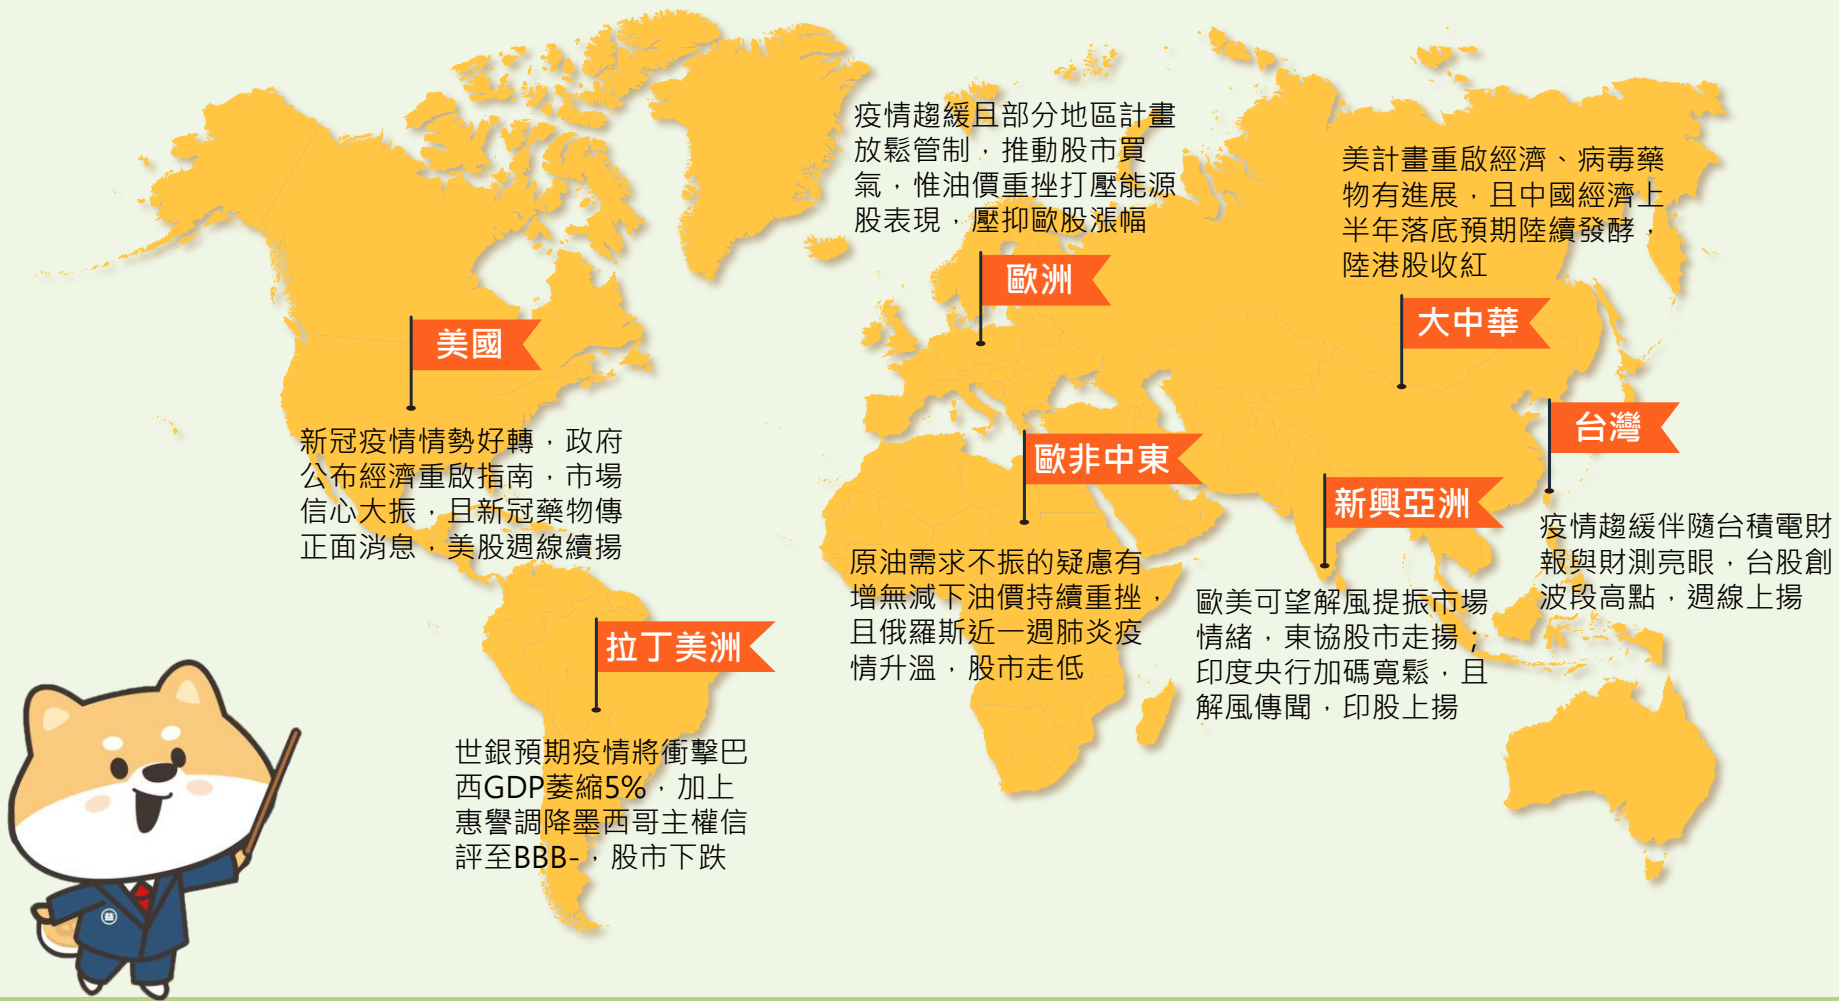 疫情趨緩且部分地區計畫
放鬆管制，推動股市買
氣，惟油價重挫打壓能源
股表現，壓抑歐股漲幅
歐洲
美計畫重啟經濟、病毒藥
物有進展，且中國經濟上
半年落底預期陸續發酵，
陸港股收紅
大中華
美國
新冠疫情情勢好轉，政府
公布經濟重啟指南，市場
信心大振，且新冠藥物傳
正面消息，美股週線續揚
台灣
疫情趨緩伴隨台積電財
報與財測亮眼，台股創
波段高點，週線上揚
歐非中東
原油需求不振的疑慮有
增無減下油價持續重挫，
且俄羅斯近一週肺炎疫
情升溫，股市走低
新興亞洲
歐美可望解風提振市場
情緒，東協股市走揚；
印度央行加碼寬鬆，且
解風傳聞，印股上揚
拉丁美洲
世銀預期疫情將衝擊巴
西GDP萎縮5%，加上
惠譽調降墨西哥主權信
評至BBB-，股市下跌